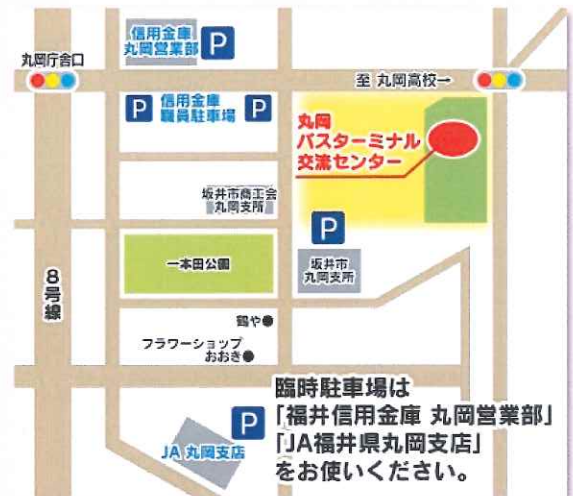 信用金庫
丸岡営業部
P
丸岡庁舎口
至 丸岡高校→
P
信用金庫
職員駐車場
P
丸岡
バスターミナル
交流センター
坂井市商工会
丸岡支所
P
一本田公園
坂井市
丸岡支所
8号線
鶴や●
フラワーショップ
おおき●
臨時駐車場は
P
「福井信用金庫 丸岡営業部」
「JA福井県丸岡支店」
JA 丸岡支店
をお使いください。